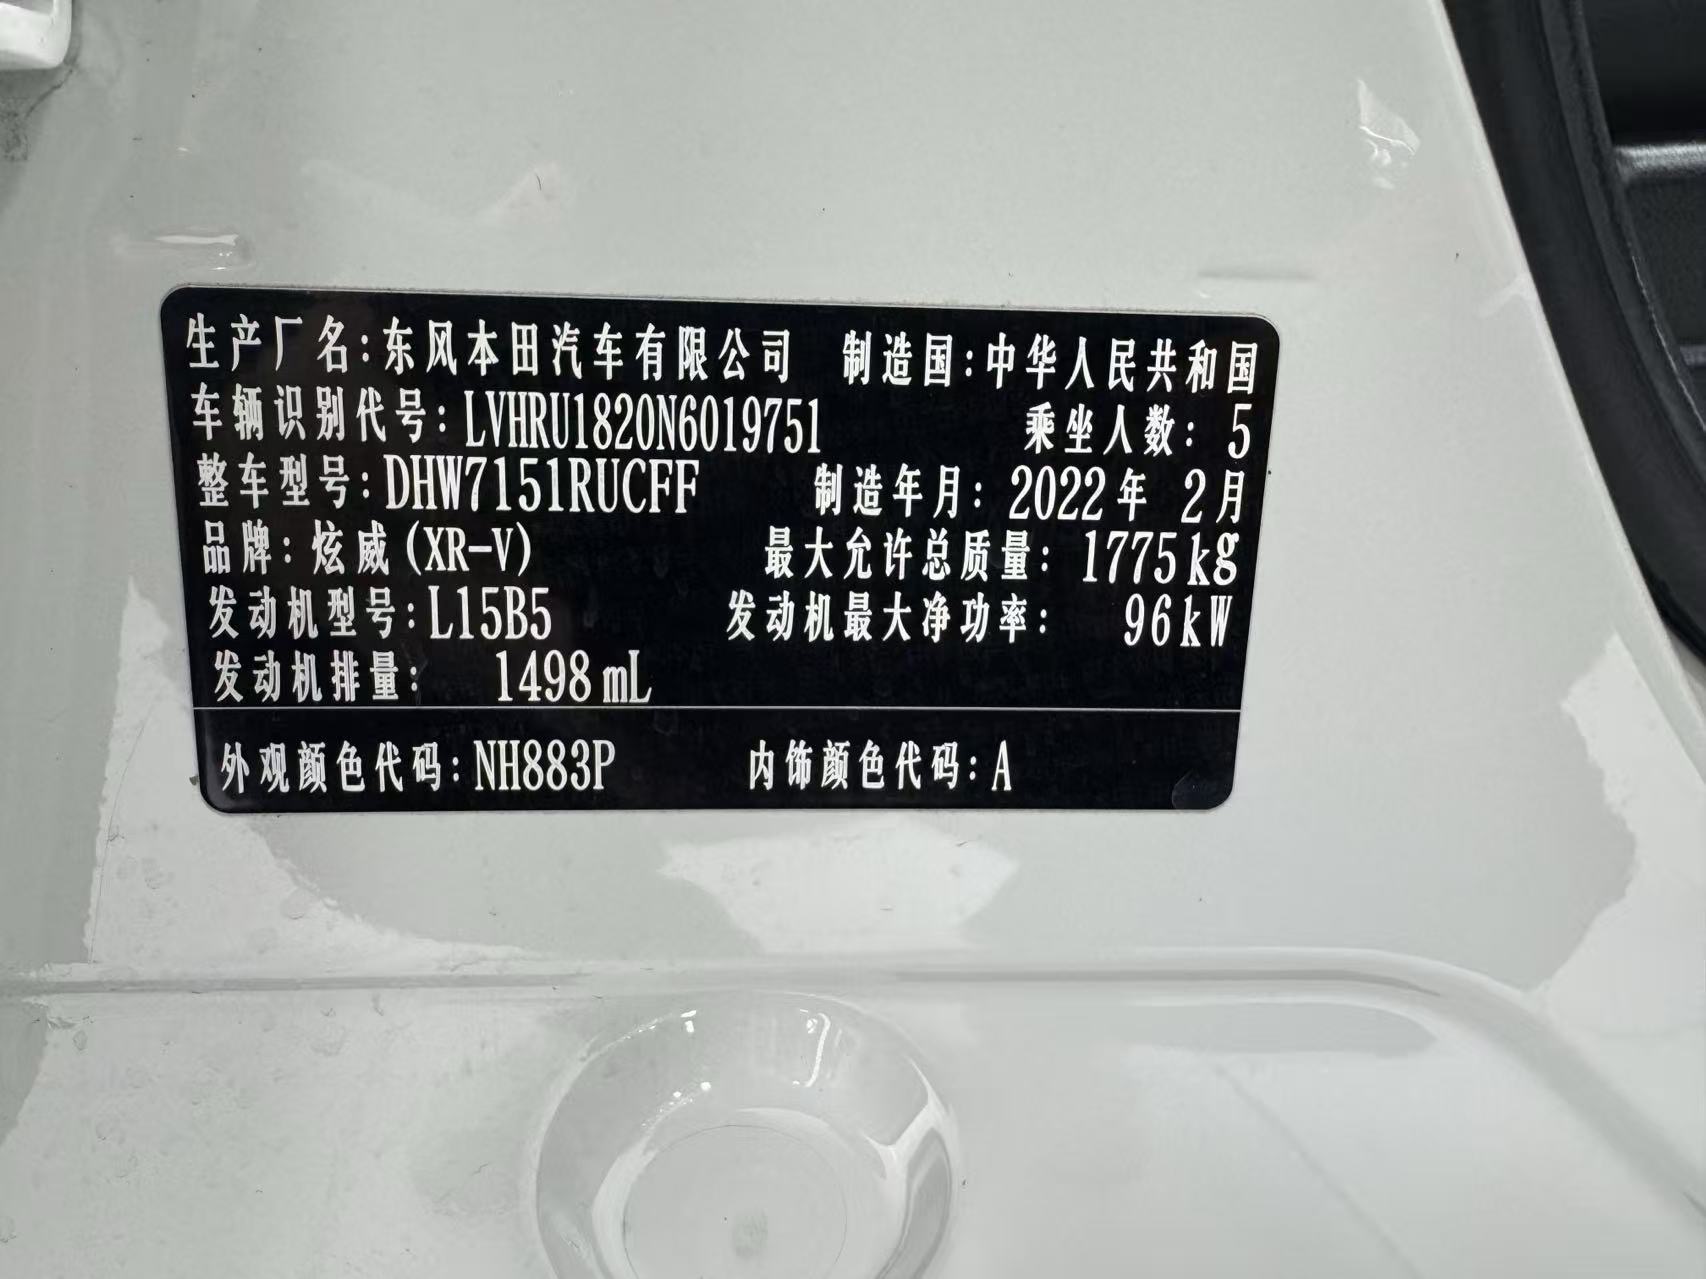 生产厂名:东风本田汽车有限公司 制造国:中华人民共和国
车辆识别代号:LVHRU1820N6019751 乘坐人数:5
整车型号:DHW7151RUCFF 制造年月:2022年 2月
品牌:炫威(XR-V) 最大允许总质量:1775kg
发动机型号:L15B5 发动机最大净功率:96kW
发动机排量:1498mL
外观颜色代码:NH883P 内饰颜色代码:A